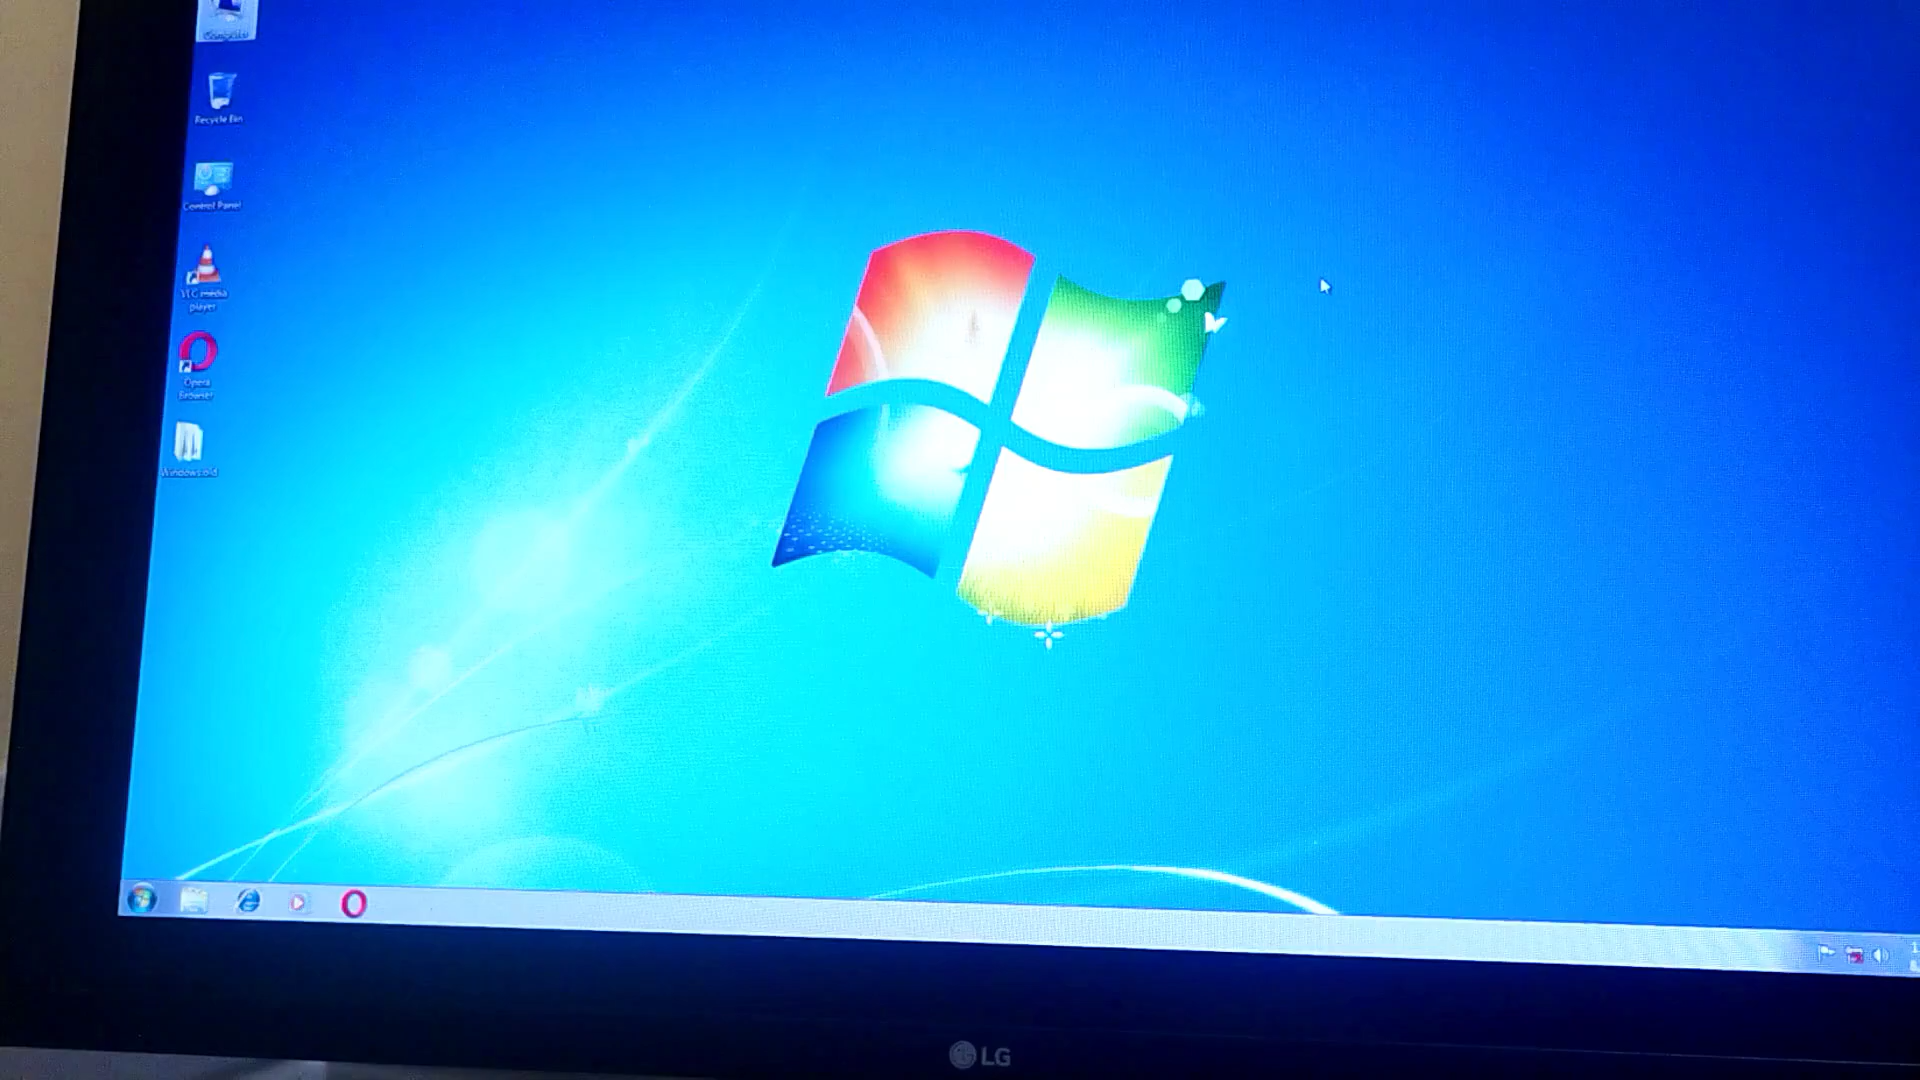 Computer
Recycle Bin
Control Panel
VLC media
player
Opera
Browser
Windows.old
LG